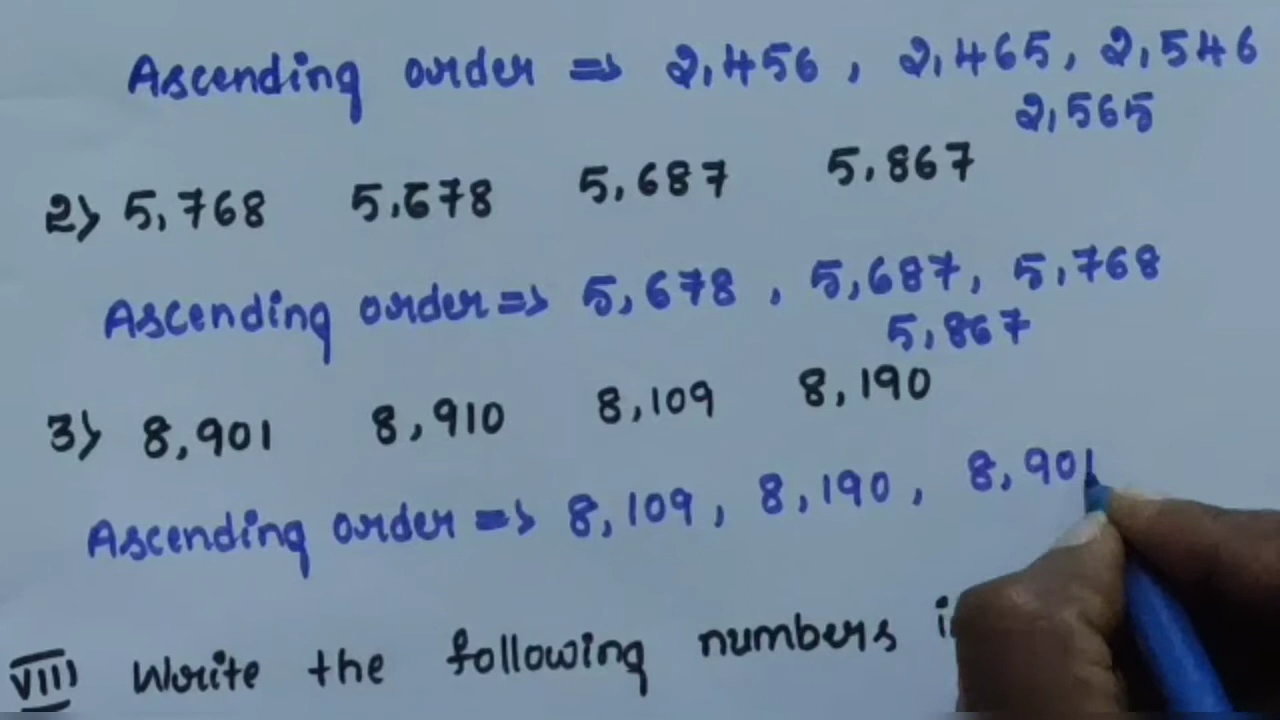 Ascending order ⇒ 2,456, 2,465, 2,546
2,565
2) 5,768 5,678 5,687 5,867
Ascending order ⇒ 5,678, 5,687, 5,768
5,867
3) 8,901 8,910 8,109 8,190
Ascending order ⇒ 8,109, 8,190, 8,901
VIII Write the following numbers